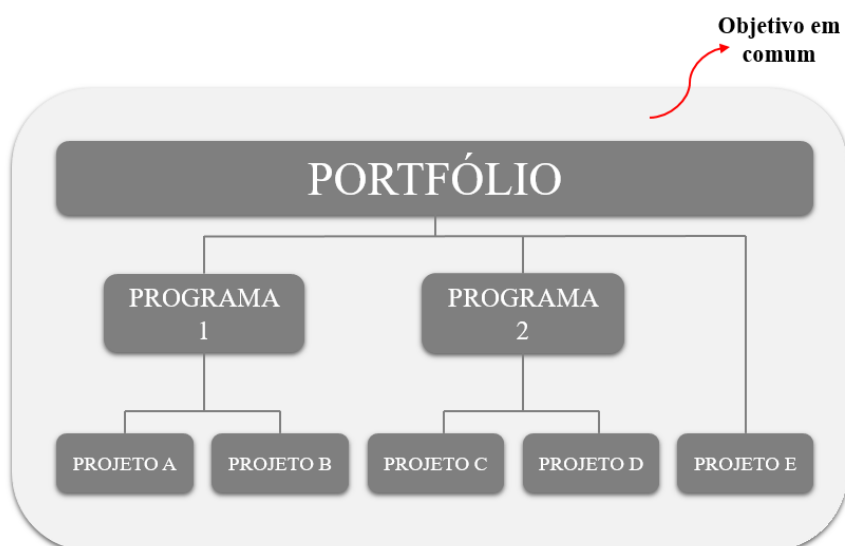 Objetivo em
comum
PORTFÓLIO
PROGRAMA
1
PROGRAMA
2
PROJETO A
PROJETO B
PROJETO C
PROJETO D
PROJETO E